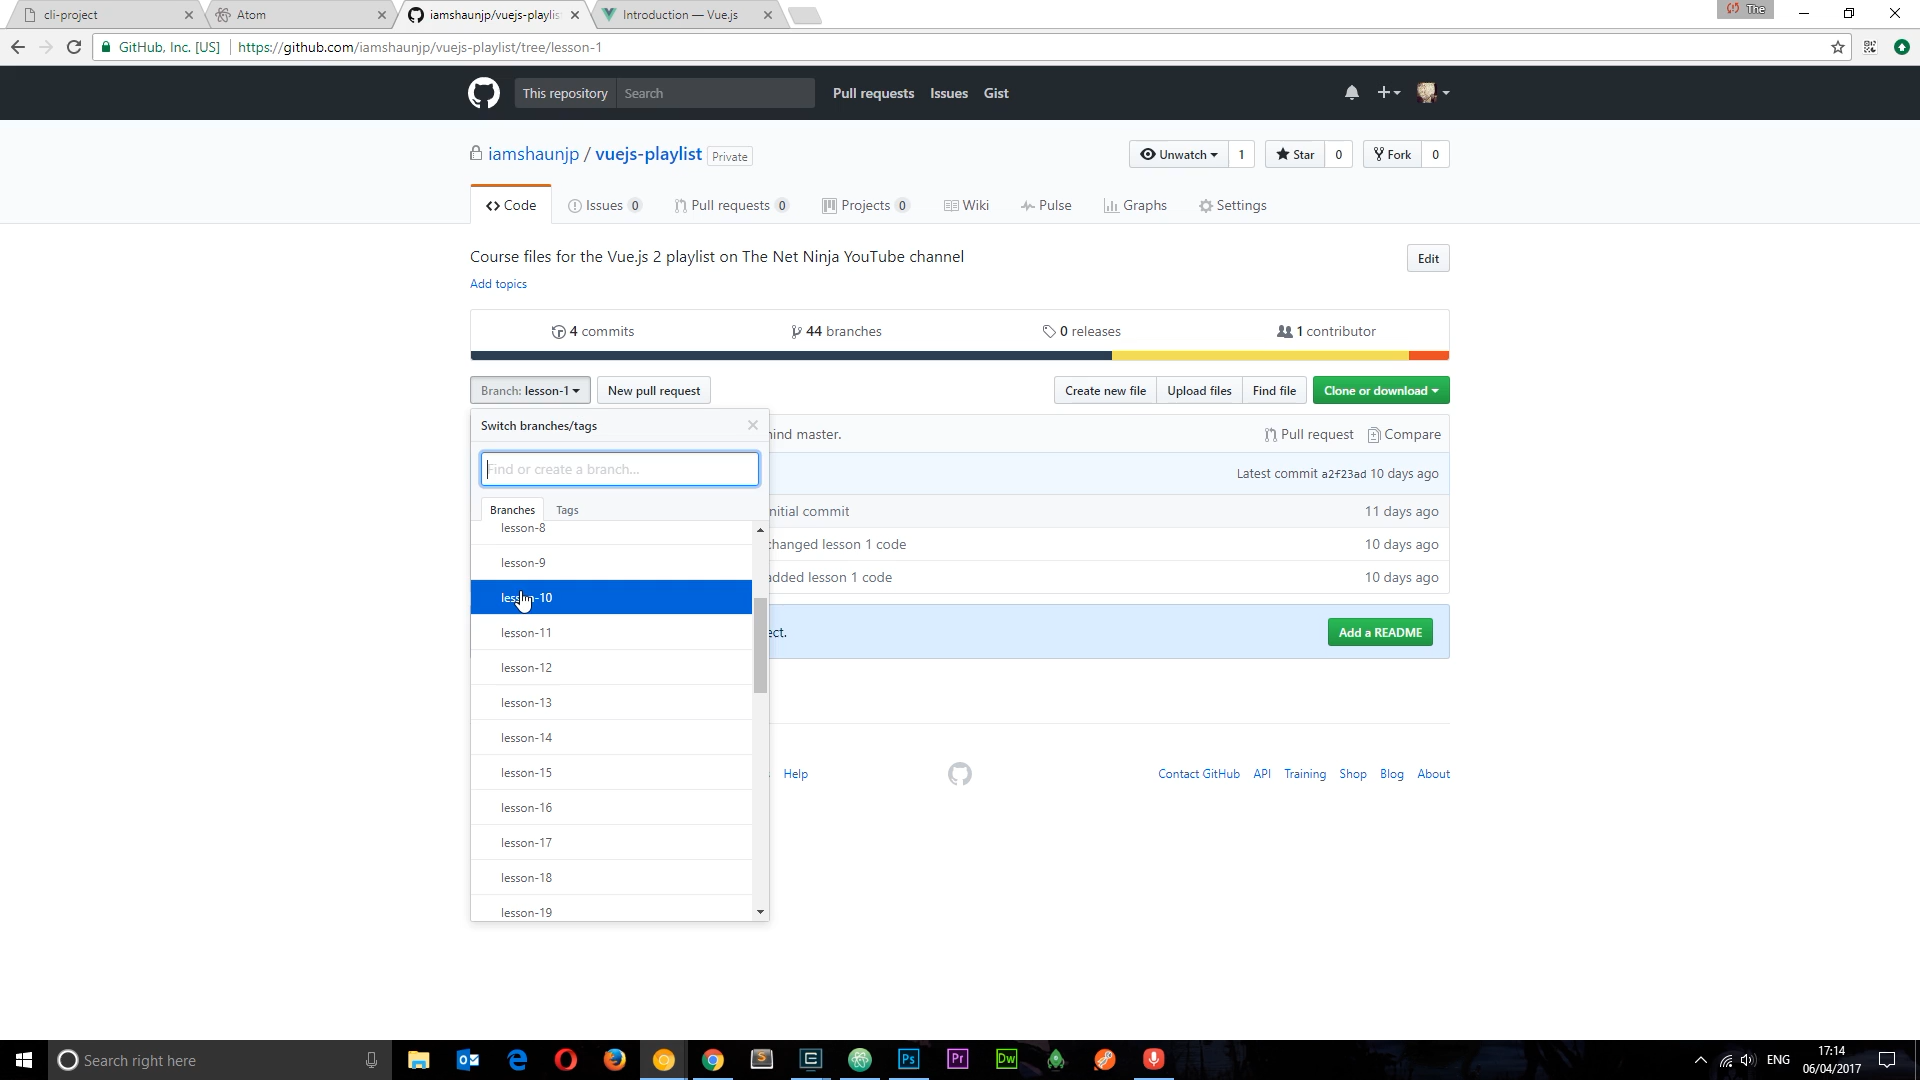 cli-project
Atom
iamshaunjp/vuejs-playlis
Introduction — Vue.js
The
GitHub, Inc. [US]
https://github.com/iamshaunjp/vuejs-playlist/tree/lesson-1
This repository
Search
Pull requests
Issues
Gist
iamshaunjp / vuejs-playlist
Private
Unwatch
1
Star
0
Fork
0
Code
Issues 0
Pull requests 0
Projects 0
Wiki
Pulse
Graphs
Settings
Course files for the Vue.js 2 playlist on The Net Ninja YouTube channel
Edit
Add topics
4 commits
44 branches
0 releases
1 contributor
Branch: lesson-1
New pull request
Create new file
Upload files
Find file
Clone or download
Switch branches/tags
ind master.
Pull request
Compare
Find or create a branch...
Latest commit a2f23ad 10 days ago
Branches
Tags
nitial commit
11 days ago
lesson-8
changed lesson 1 code
10 days ago
lesson-9
added lesson 1 code
10 days ago
lesson-10
lesson-11
ect.
Add a README
lesson-12
lesson-13
lesson-14
lesson-15
Help
Contact GitHub
API
Training
Shop
Blog
About
lesson-16
lesson-17
lesson-18
lesson-19
Search right here
Ps
Pr
Dw
ENG
17:14
06/04/2017